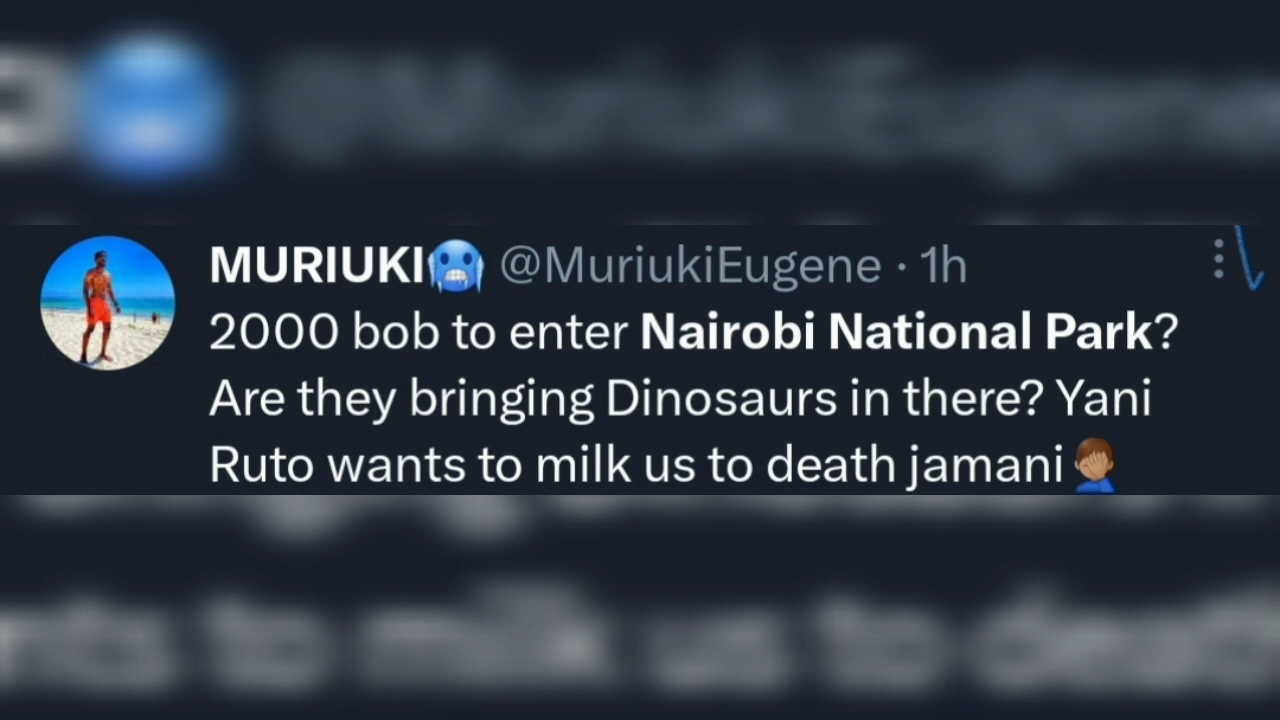 MURIUKI🥶 @MuriukiEugene · 1h
2000 bob to enter Nairobi National Park?
Are they bringing Dinosaurs in there? Yani
Ruto wants to milk us to death jamani🤦🏽‍♂️